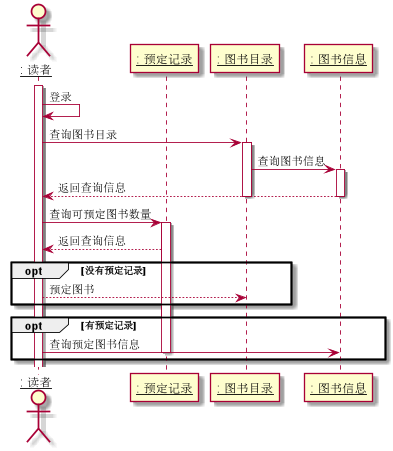 : 读者
: 预定记录
: 图书目录
: 图书信息
登录
查询图书目录
查询图书信息
返回查询信息
查询可预定图书数量
返回查询信息
opt [没有预定记录]
预定图书
opt [有预定记录]
查询预定图书信息
: 读者
: 预定记录
: 图书目录
: 图书信息